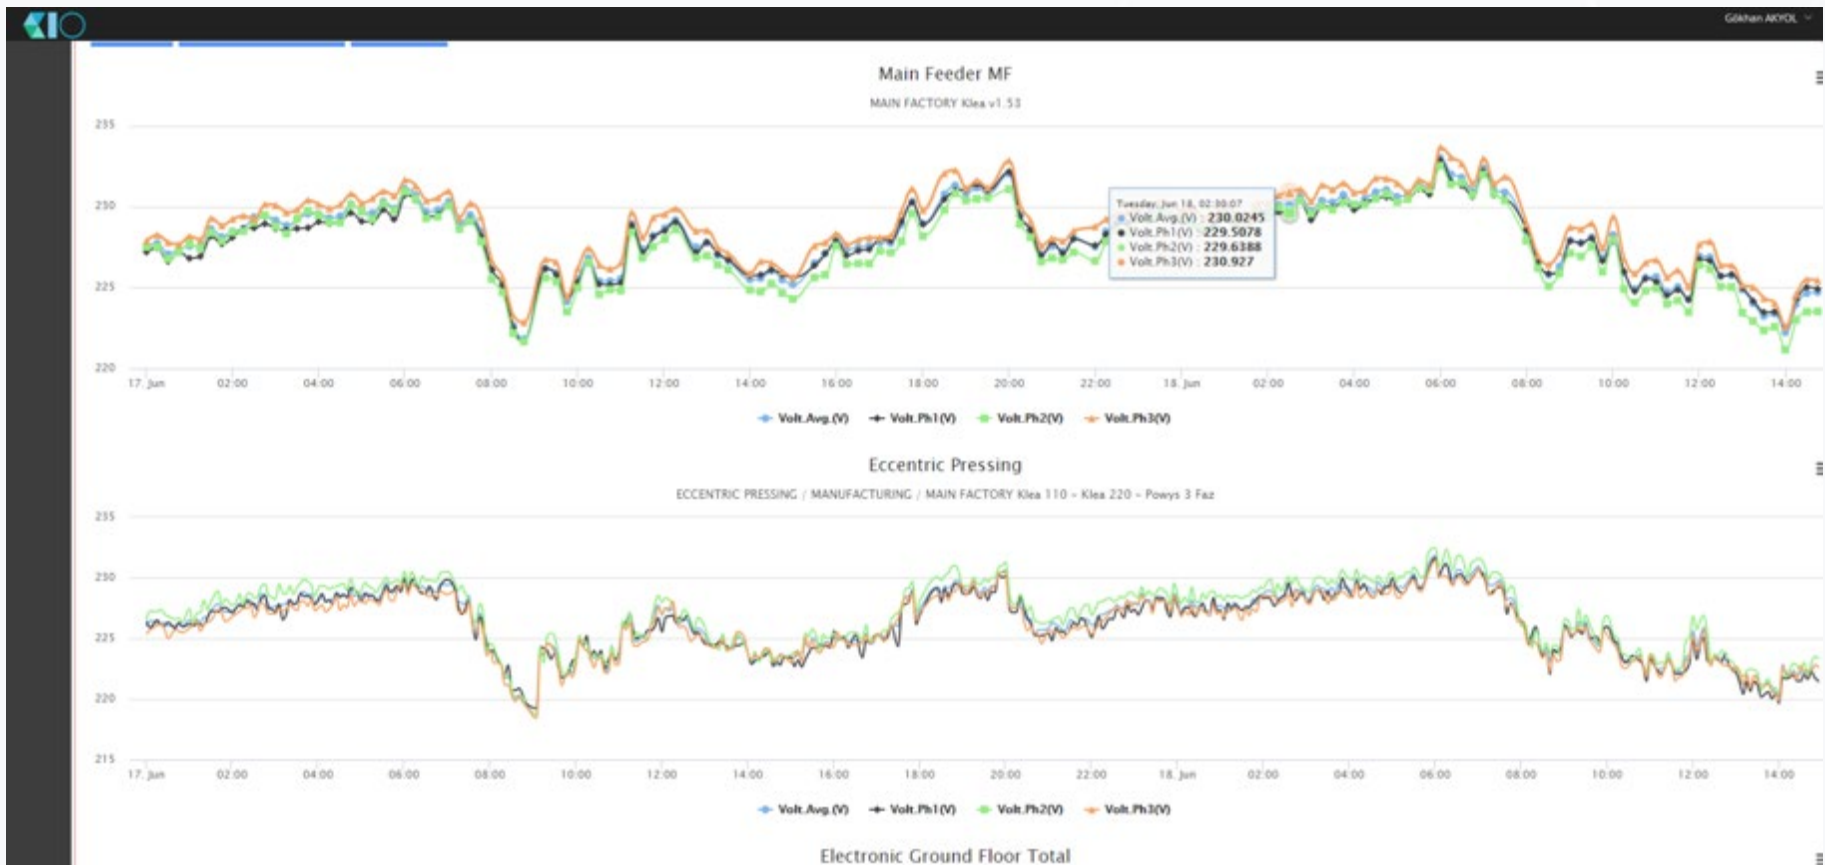 KIO
Gökhan AKYOL
Main Feeder MF
MAIN FACTORY Klea v1.53
235
230
225
220
Tuesday, Jun 18, 02:30:07
Volt.Avg.(V) : 230.0245
Volt.Ph1(V) : 229.5078
Volt.Ph2(V) : 229.6388
Volt.Ph3(V) : 230.927
17. Jun 02:00 04:00 06:00 08:00 10:00 12:00 14:00 16:00 18:00 20:00 22:00 18. Jun 02:00 04:00 06:00 08:00 10:00 12:00 14:00
Volt.Avg.(V) Volt.Ph1(V) Volt.Ph2(V) Volt.Ph3(V)
Eccentric Pressing
ECCENTRIC PRESSING / MANUFACTURING / MAIN FACTORY Klea 110 - Klea 220 - Powys 3 Faz
235
230
225
220
215
17. Jun 02:00 04:00 06:00 08:00 10:00 12:00 14:00 16:00 18:00 20:00 22:00 18. Jun 02:00 04:00 06:00 08:00 10:00 12:00 14:00
Volt.Avg.(V) Volt.Ph1(V) Volt.Ph2(V) Volt.Ph3(V)
Electronic Ground Floor Total